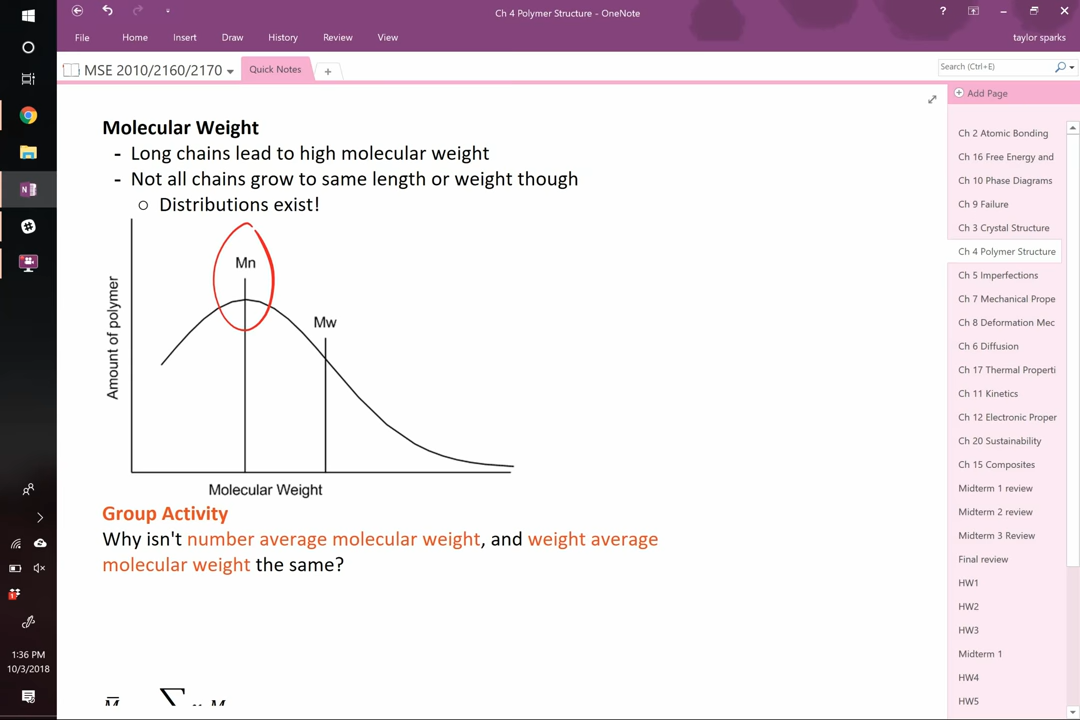 Ch 4 Polymer Structure - OneNote
?
File Home Insert Draw History Review View
taylor sparks
MSE 2010/2160/2170
Quick Notes
+
Search (Ctrl+E)
Add Page
Molecular Weight
- Long chains lead to high molecular weight
- Not all chains grow to same length or weight though
○ Distributions exist!
Mn
Mw
Amount of polymer
Molecular Weight
Group Activity
Why isn't number average molecular weight, and weight average
molecular weight the same?
Ch 2 Atomic Bonding
Ch 16 Free Energy and
Ch 10 Phase Diagrams
Ch 9 Failure
Ch 3 Crystal Structure
Ch 4 Polymer Structure
Ch 5 Imperfections
Ch 7 Mechanical Prope
Ch 8 Deformation Mec
Ch 6 Diffusion
Ch 17 Thermal Properti
Ch 11 Kinetics
Ch 12 Electronic Proper
Ch 20 Sustainability
Ch 15 Composites
Midterm 1 review
Midterm 2 review
Midterm 3 Review
Final review
HW1
HW2
HW3
Midterm 1
HW4
HW5
1:36 PM
10/3/2018